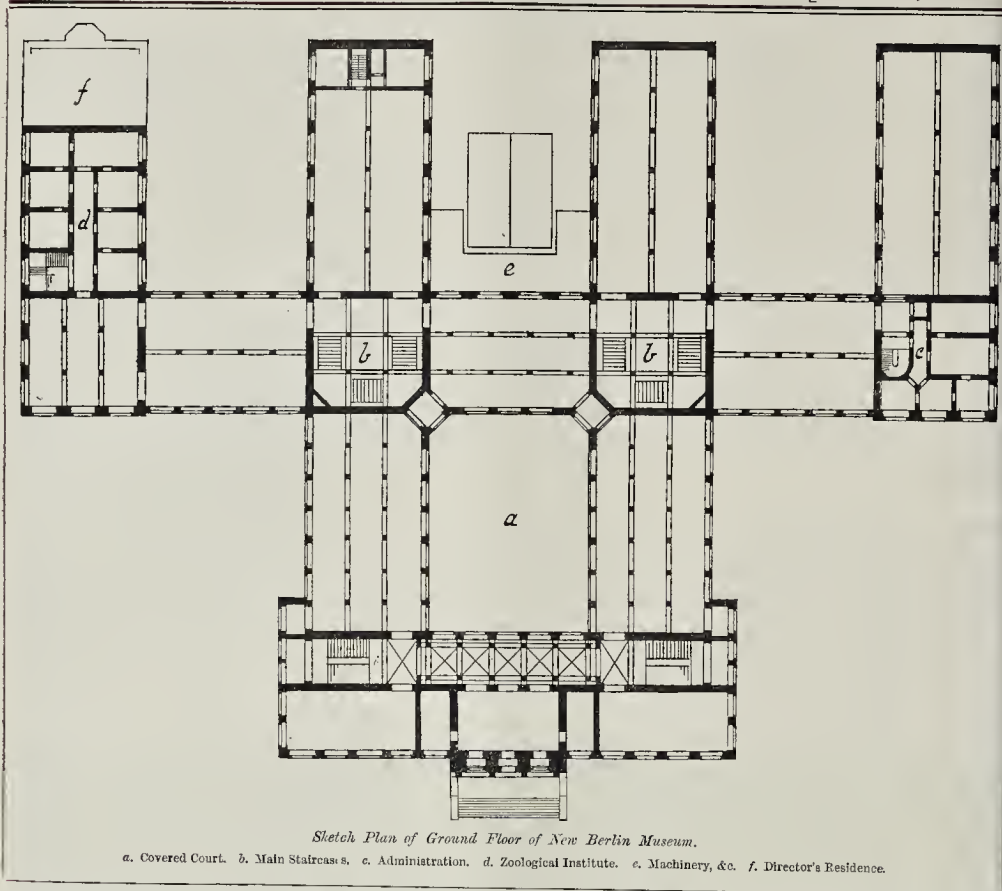 f
d
e
b
b
c
a
Sketch Plan of Ground Floor of New Berlin Museum.
a. Covered Court. b. Main Staircases. c. Administration. d. Zoological Institute. e. Machinery, &c. f. Director's Residence.